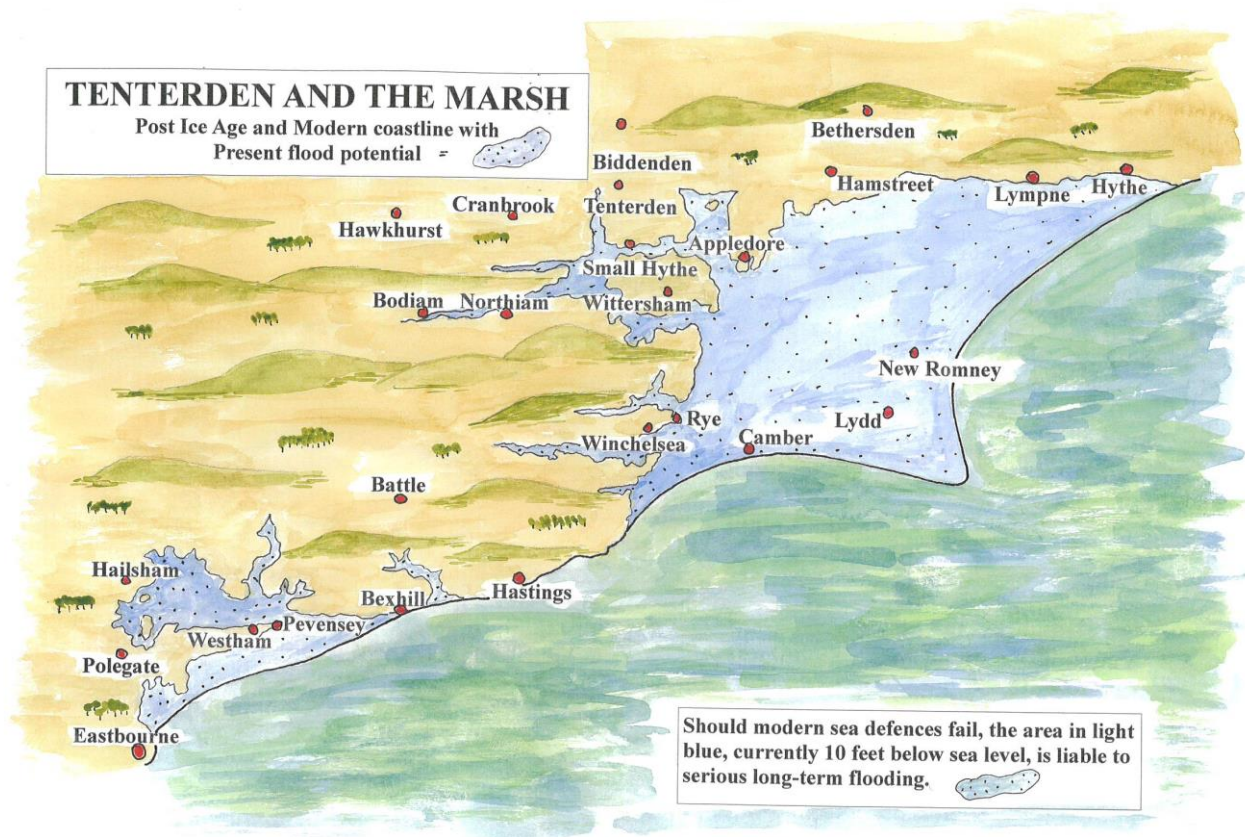 TENTERDEN AND THE MARSH
Post Ice Age and Modern coastline with
Present flood potential =
Bethersden
Biddenden
Hamstreet
Lympne
Hythe
Cranbrook
Tenterden
Hawkhurst
Appledore
Small Hythe
Bodiam
Northiam
Wittersham
New Romney
Rye
Lydd
Winchelsea
Camber
Battle
Hailsham
Hastings
Bexhill
Pevensey
Westham
Polegate
Eastbourne
Should modern sea defences fail, the area in light
blue, currently 10 feet below sea level, is liable to
serious long-term flooding.